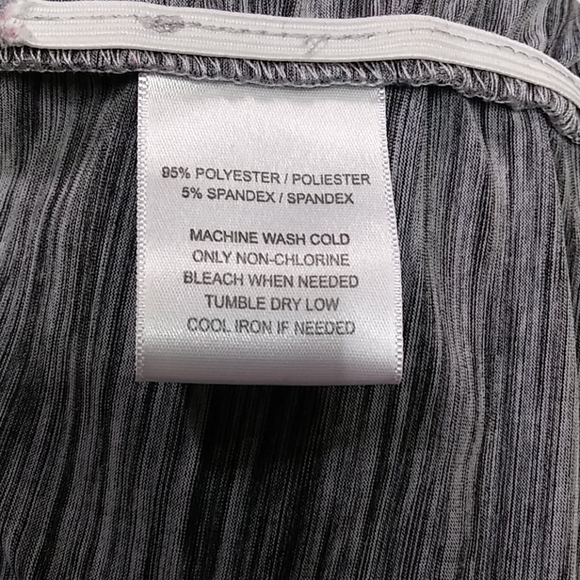 95% POLYESTER / POLIESTER
5% SPANDEX / SPANDEX
MACHINE WASH COLD
ONLY NON-CHLORINE
BLEACH WHEN NEEDED
TUMBLE DRY LOW
COOL IRON IF NEEDED